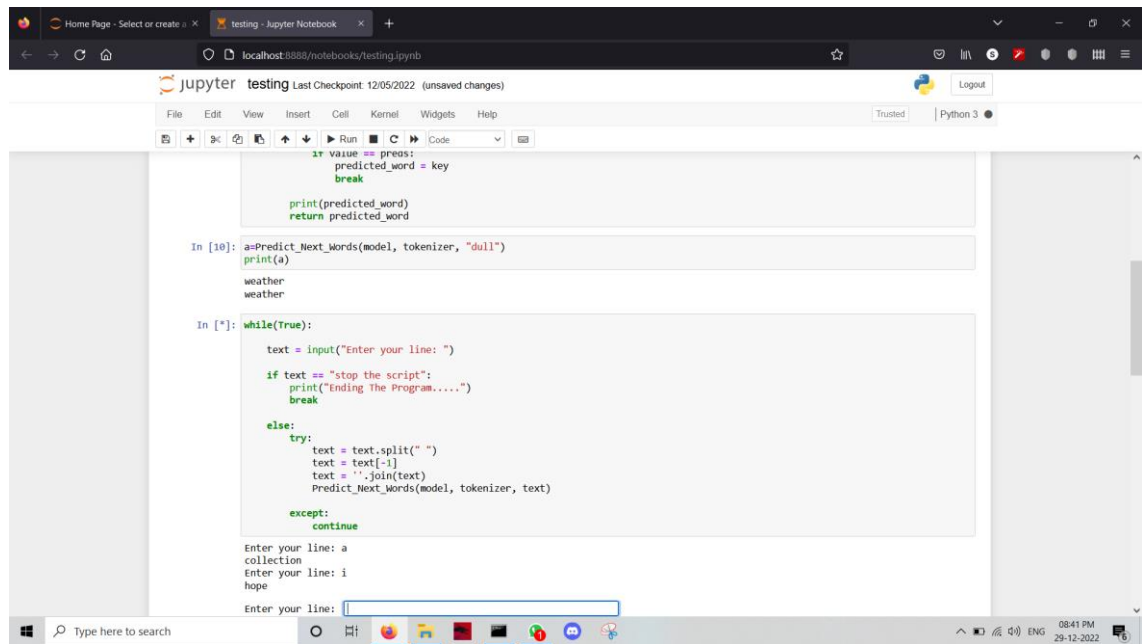 Home Page - Select or create a
testing - Jupyter Notebook
localhost:8888/notebooks/testing.ipynb
jupyter testing Last Checkpoint: 12/05/2022 (unsaved changes)
Logout
File Edit View Insert Cell Kernel Widgets Help
Trusted Python 3
Run Code
if value == preds:
predicted_word = key
break
print(predicted_word)
return predicted_word
In [10]: a=Predict_Next_Words(model, tokenizer, "dull")
print(a)
weather
weather
In [*]: while(True):
text = input("Enter your line: ")
if text == "stop the script":
print("Ending The Program.....")
break
else:
try:
text = text.split(" ")
text = text[-1]
text = ''.join(text)
Predict_Next_Words(model, tokenizer, text)
except:
continue
Enter your line: a
collection
Enter your line: i
hope
Enter your line:
Type here to search
ENG
08:41 PM
29-12-2022